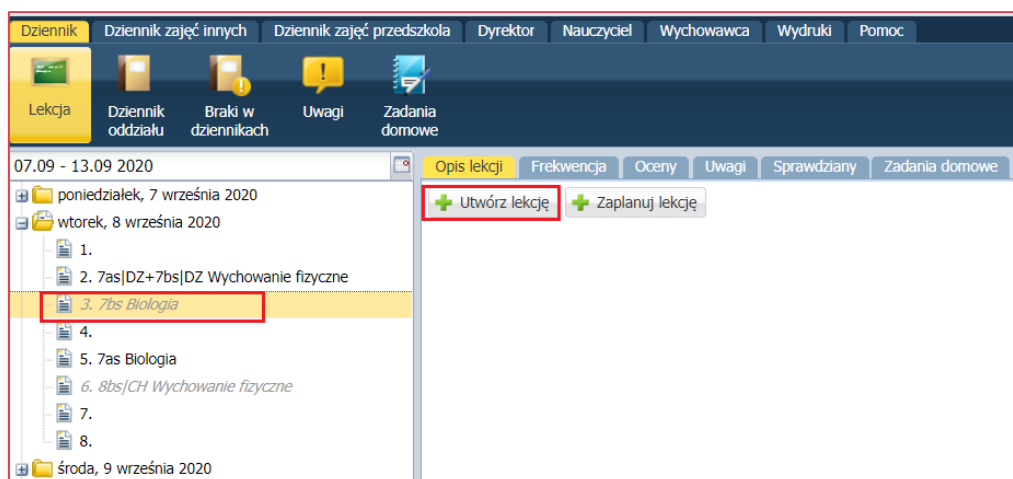 Dziennik Dziennik zajęć innych Dziennik zajęć przedszkola Dyrektor Nauczyciel Wychowawca Wydruki Pomoc
Lekcja Dziennik oddziału Braki w dziennikach Uwagi Zadania domowe
07.09 - 13.09 2020
Opis lekcji Frekwencja Oceny Uwagi Sprawdziany Zadania domowe
Utwórz lekcję Zaplanuj lekcję
poniedziałek, 7 września 2020
wtorek, 8 września 2020
1.
2. 7as|DZ+7bs|DZ Wychowanie fizyczne
3. 7bs Biologia
4.
5. 7as Biologia
6. 8bs|CH Wychowanie fizyczne
7.
8.
środa, 9 września 2020